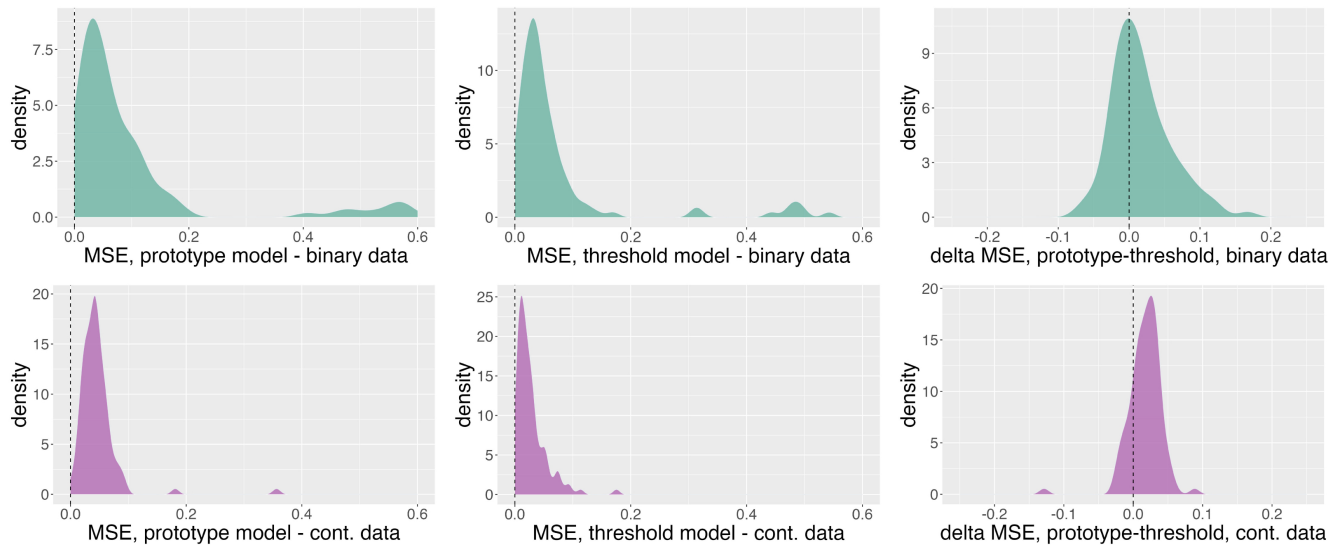 density
7.5
5.0
2.5
0.0
0.0 0.2 0.4 0.6
MSE, prototype model - binary data
density
10
5
0
0.0 0.2 0.4 0.6
MSE, threshold model - binary data
density
9
6
3
0
-0.2 -0.1 0.0 0.1 0.2
delta MSE, prototype-threshold, binary data
density
20
15
10
5
0
0.0 0.2 0.4 0.6
MSE, prototype model - cont. data
density
25
20
15
10
5
0
0.0 0.2 0.4 0.6
MSE, threshold model - cont. data
density
20
15
10
5
0
-0.2 -0.1 0.0 0.1 0.2
delta MSE, prototype-threshold, cont. data